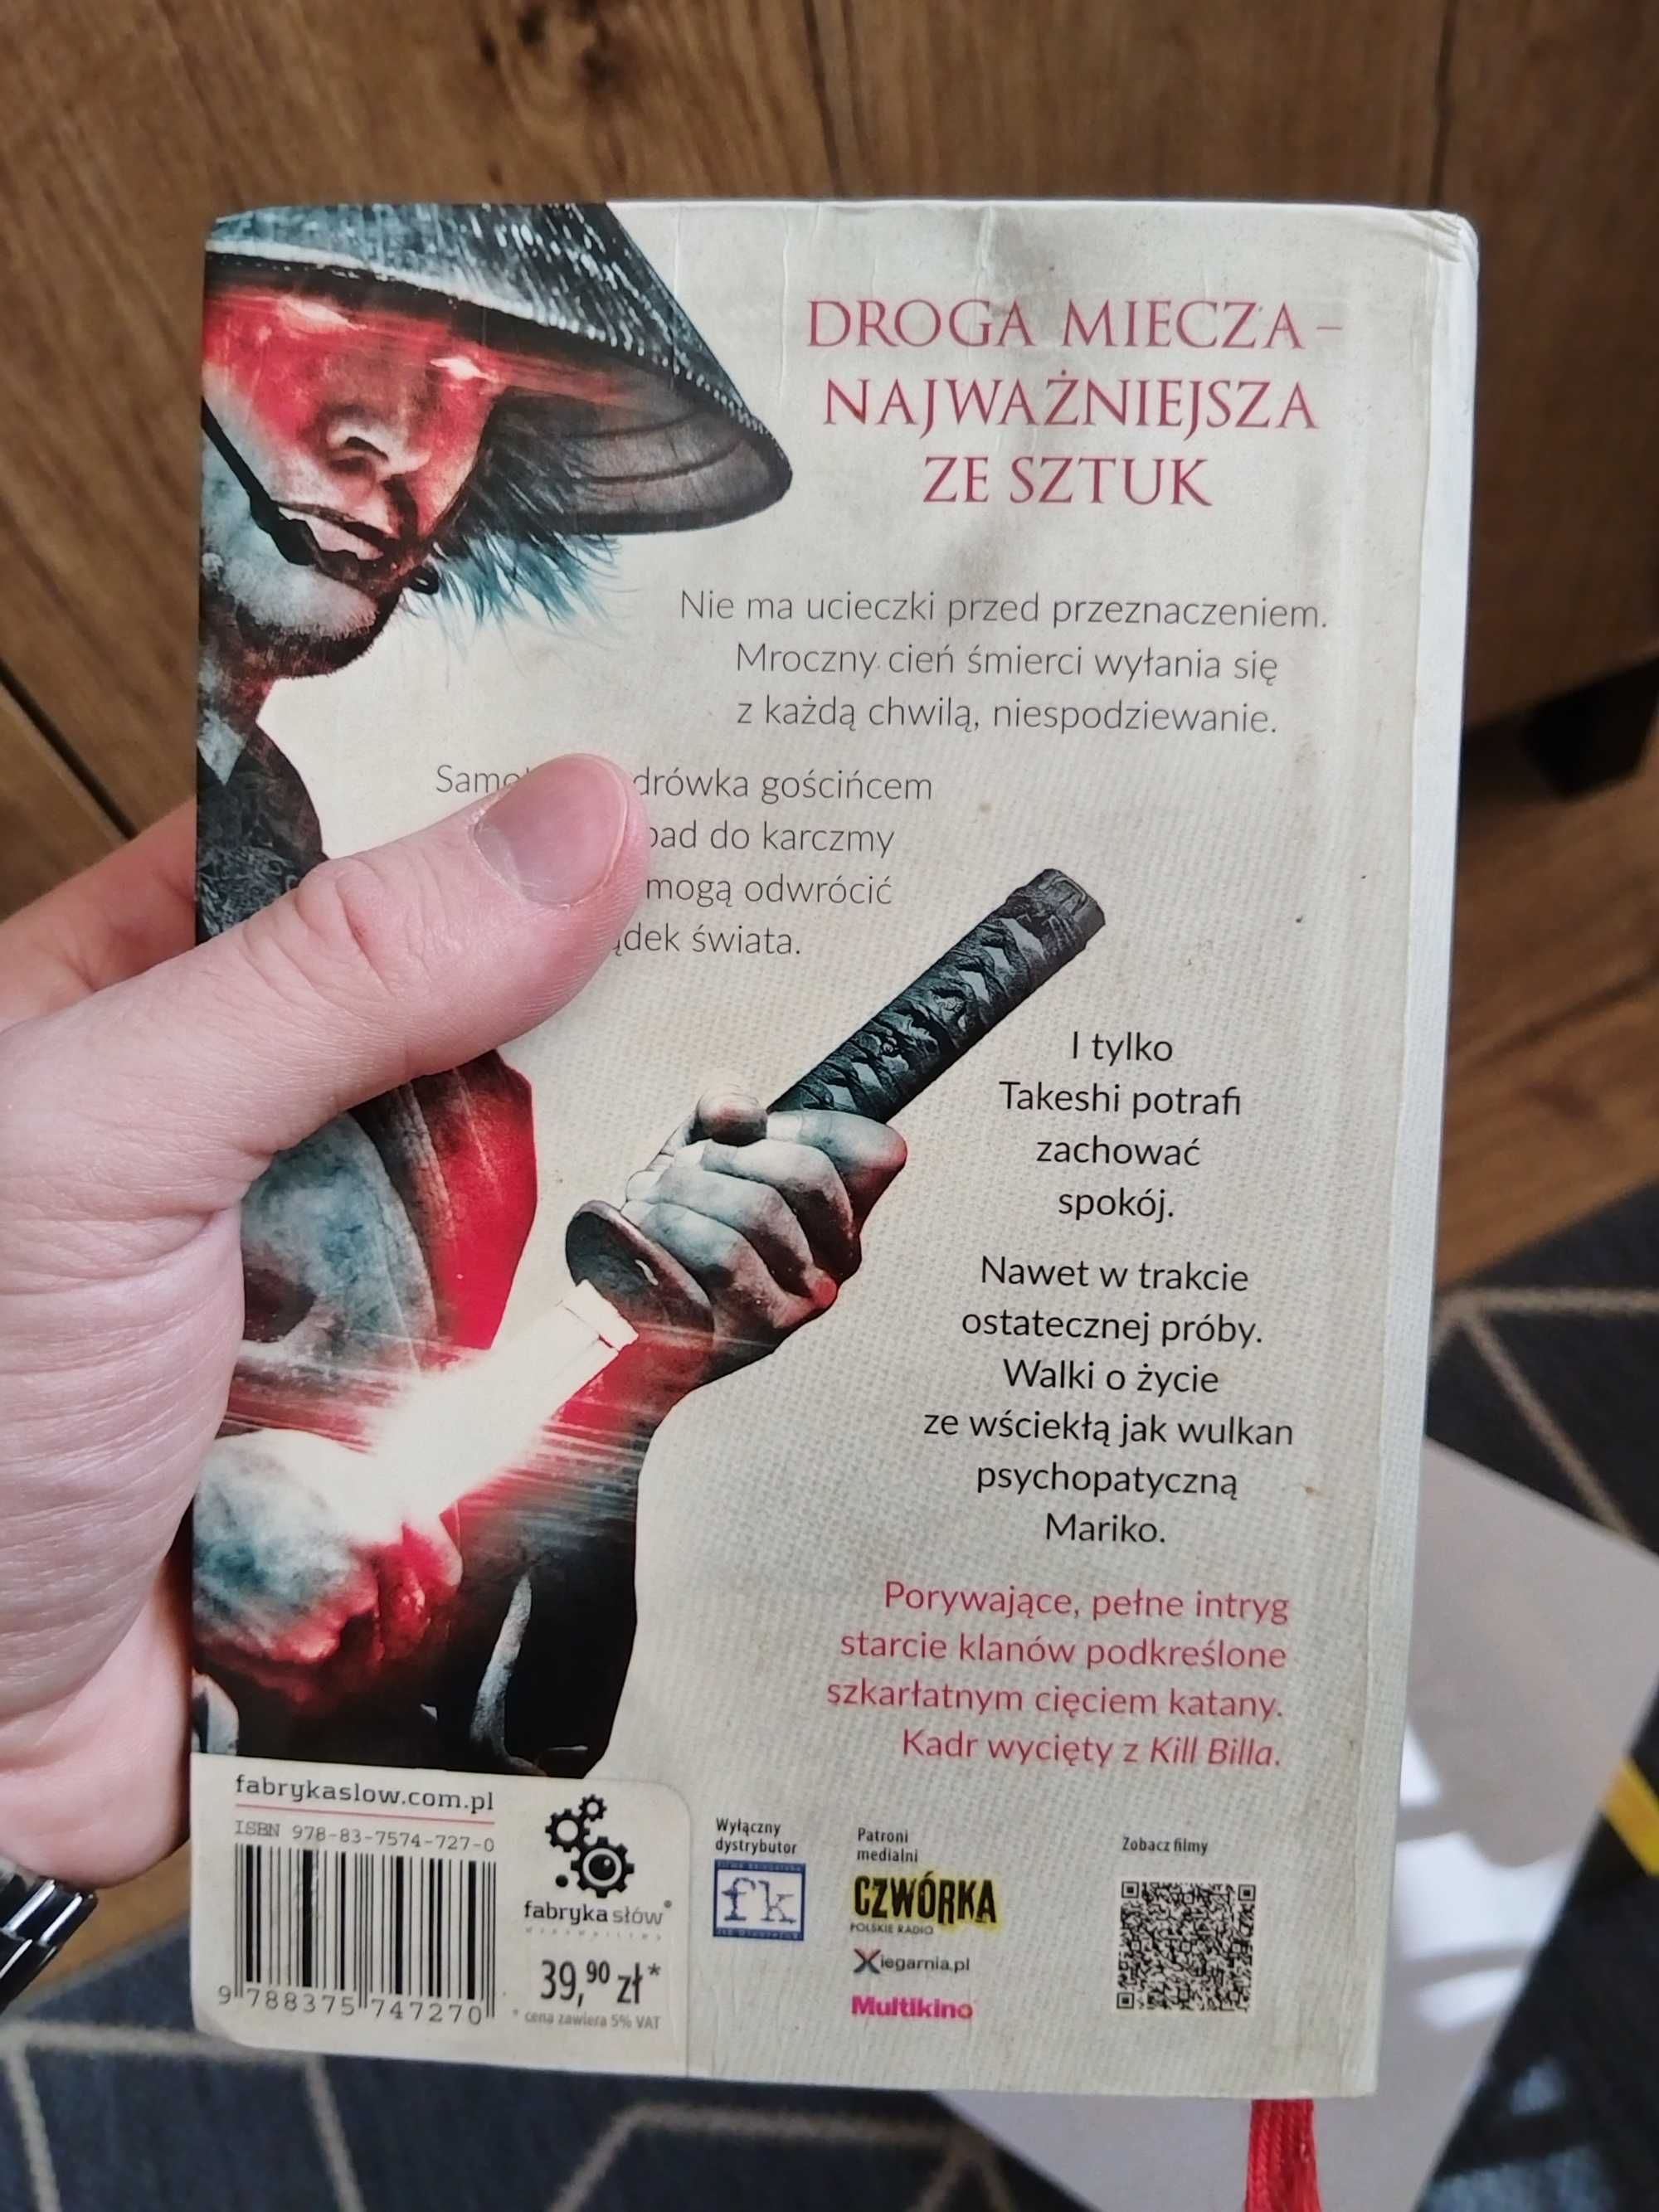 DROGA MIECZA –
NAJWAŻNIEJSZA
ZE SZTUK
Nie ma ucieczki przed przeznaczeniem.
Mroczny cień śmierci wyłania się
z każdą chwilą, niespodziewanie.
gościńcem
do karczmy
mogą odwrócić
świata.
I tylko
Takeshi potrafi
zachować
spokój.
Nawet w trakcie
ostatecznej próby.
Walki o życie
ze wściekłą jak wulkan
psychopatyczną
Mariko.
Porywające, pełne intryg
starcie klanów podkreślone
szkarłatnym cięciem katany.
Kadr wycięty z Kill Billa.
fabrykaslow.com.pl
ISBN 978-83-7574-727-0
9 788375 747270
fabryka słów®
39,90 zł*
* cena zawiera 5% VAT
Wyłączny
dystrybutor
fk
Patroni
medialni
CZWÓRKA
POLSKIE RADIO
Xiegarnia.pl
Multikino
Zobacz filmy